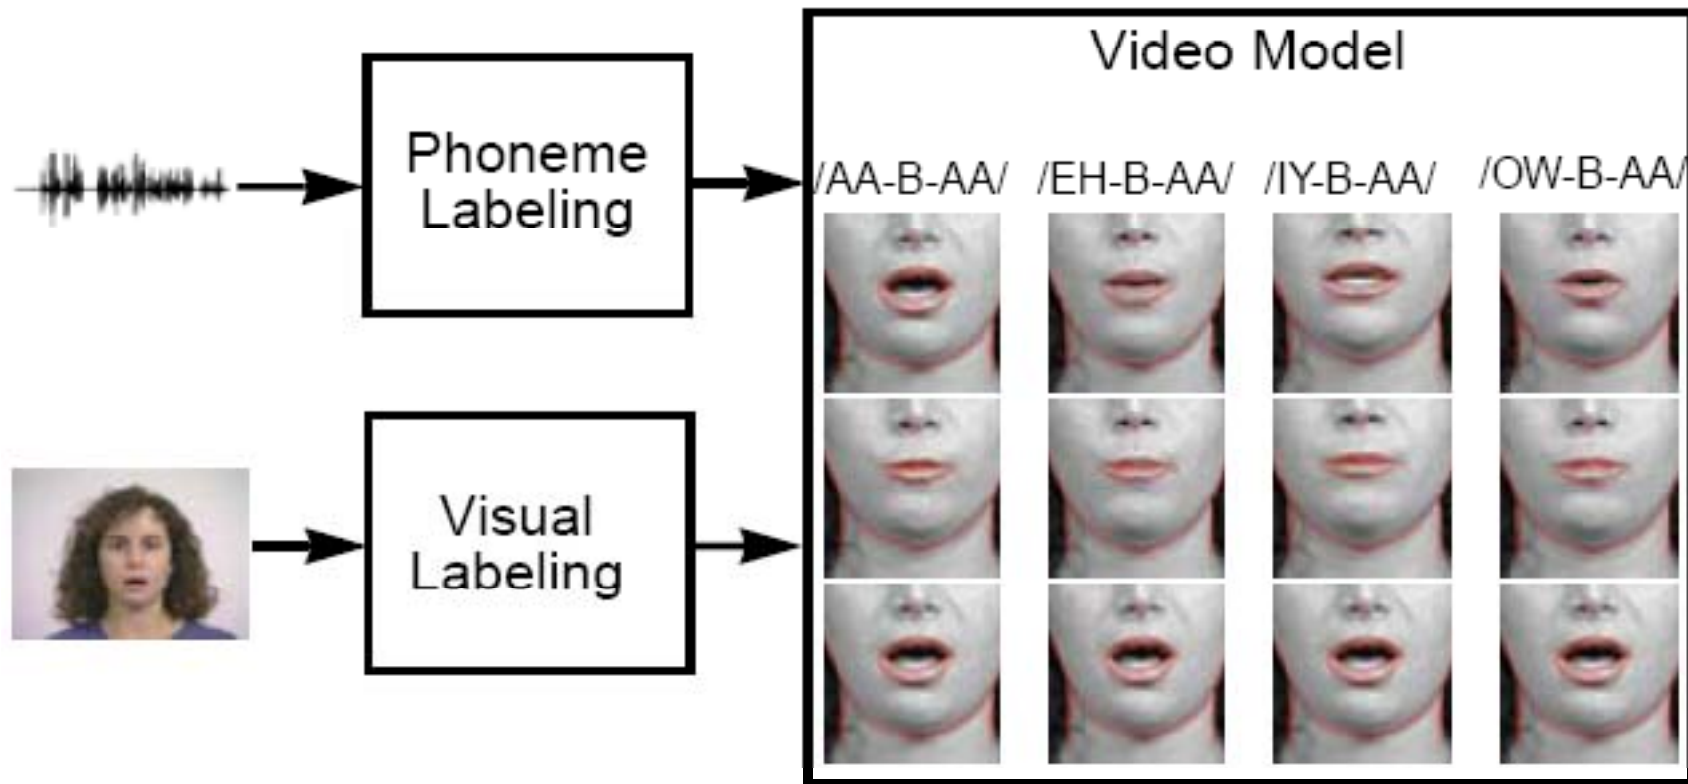 Video Model
Phoneme
Labeling
/AA-B-AA/ /EH-B-AA/ /IY-B-AA/ /OW-B-AA/
Visual
Labeling